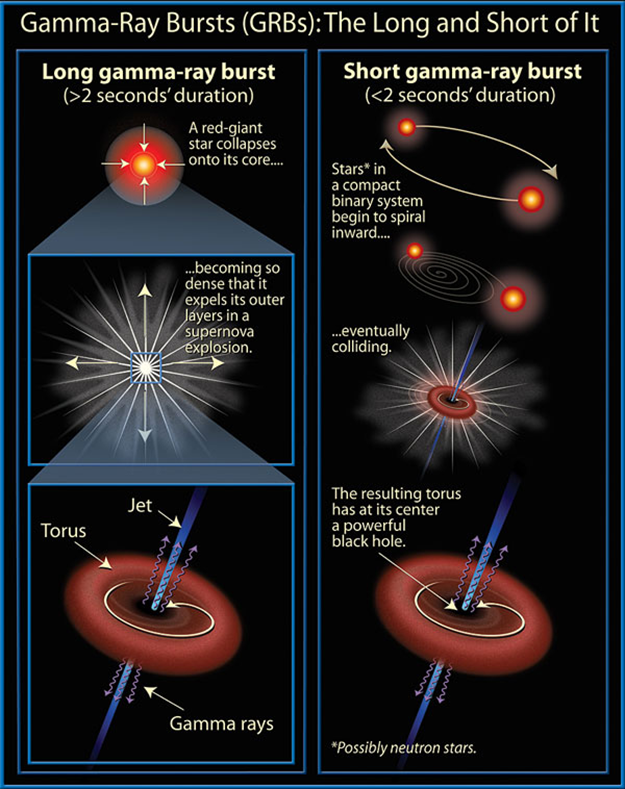 Gamma-Ray Bursts (GRBs): The Long and Short of It
Long gamma-ray burst
(>2 seconds' duration)
A red-giant
star collapses
onto its core....
...becoming so
dense that it
expels its outer
layers in a
supernova
explosion.
Jet
Torus
Gamma rays
Short gamma-ray burst
(<2 seconds' duration)
Stars* in
a compact
binary system
begin to spiral
inward....
...eventually
colliding.
The resulting torus
has at its center
a powerful
black hole.
*Possibly neutron stars.